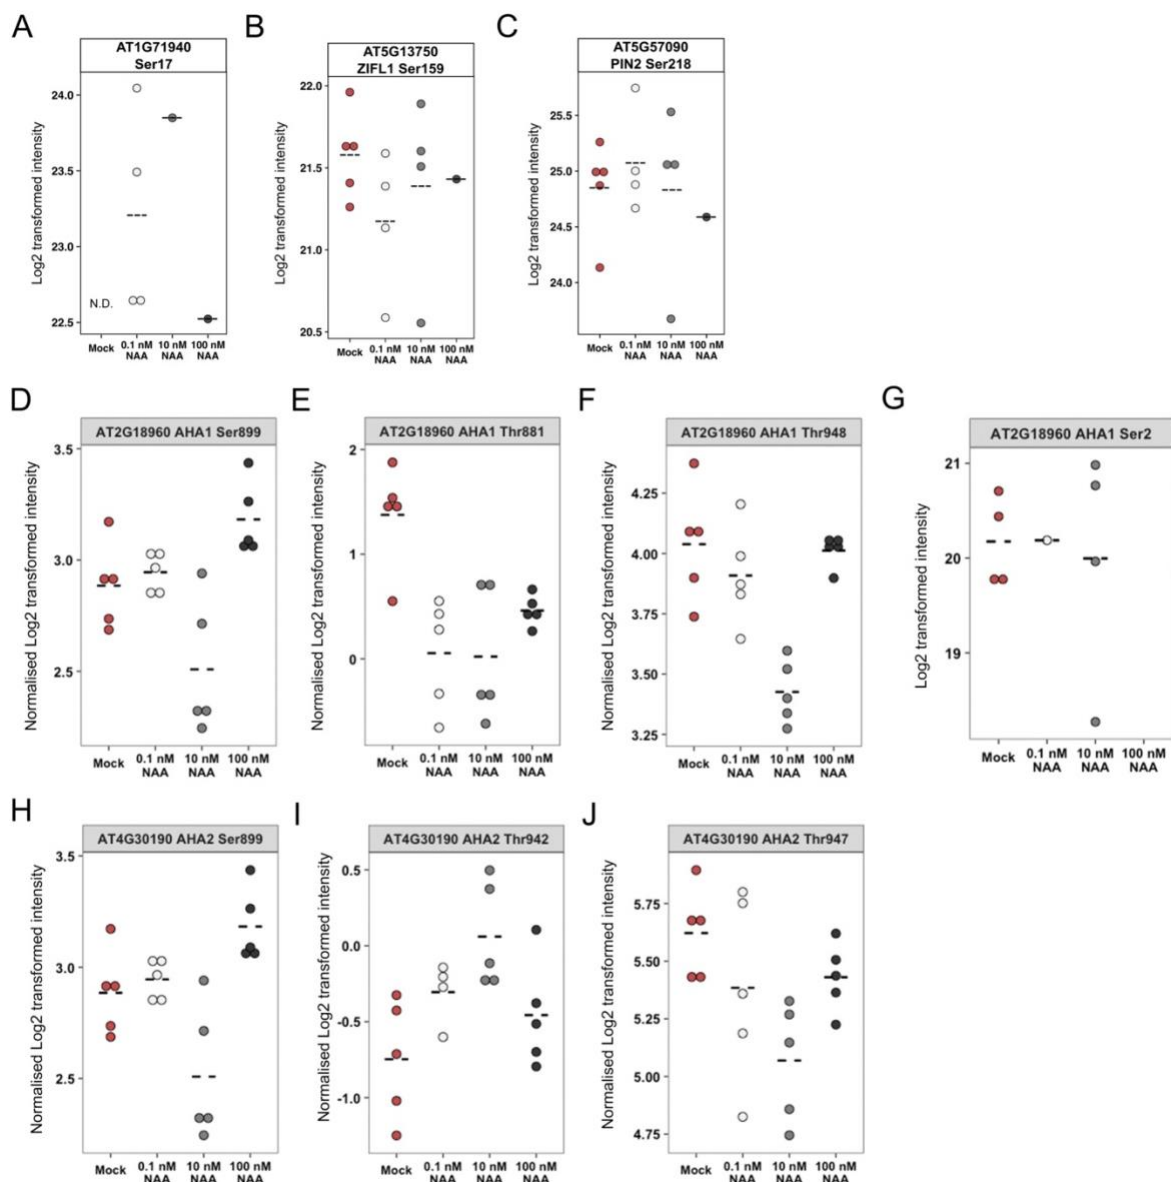 A
AT1G71940
Ser17
Log2 transformed intensity
24.0
23.5
23.0
22.5
N.D.
Mock
0.1 nM
NAA
10 nM
NAA
100 nM
NAA
B
AT5G13750
ZIFL1 Ser159
Log2 transformed intensity
22.0
21.5
21.0
20.5
Mock
0.1 nM
NAA
10 nM
NAA
100 nM
NAA
C
AT5G57090
PIN2 Ser218
Log2 transformed intensity
25.5
25.0
24.5
24.0
Mock
0.1 nM
NAA
10 nM
NAA
100 nM
NAA
D
AT2G18960 AHA1 Ser899
Normalised Log2 transformed intensity
3.5
3.0
2.5
Mock
0.1 nM
NAA
10 nM
NAA
100 nM
NAA
E
AT2G18960 AHA1 Thr881
Normalised Log2 transformed intensity
2
1
0
Mock
0.1 nM
NAA
10 nM
NAA
100 nM
NAA
F
AT2G18960 AHA1 Thr948
Normalised Log2 transformed intensity
4.25
4.00
3.75
3.50
3.25
Mock
0.1 nM
NAA
10 nM
NAA
100 nM
NAA
G
AT2G18960 AHA1 Ser2
Log2 transformed intensity
21
20
19
Mock
0.1 nM
NAA
10 nM
NAA
100 nM
NAA
H
AT4G30190 AHA2 Ser899
Normalised Log2 transformed intensity
3.5
3.0
2.5
Mock
0.1 nM
NAA
10 nM
NAA
100 nM
NAA
I
AT4G30190 AHA2 Thr942
Normalised Log2 transformed intensity
0.5
0.0
-0.5
-1.0
Mock
0.1 nM
NAA
10 nM
NAA
100 nM
NAA
J
AT4G30190 AHA2 Thr947
Normalised Log2 transformed intensity
5.75
5.50
5.25
5.00
4.75
Mock
0.1 nM
NAA
10 nM
NAA
100 nM
NAA